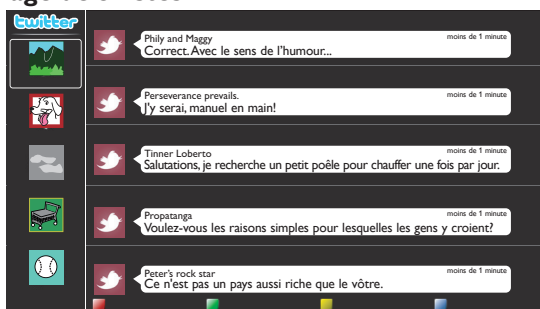 twitter
Phily and Maggy
moins de 1 minute
Correct. Avec le sens de l'humour...
Perseverance prevails.
moins de 1 minute
J'y serai, manuel en main!
Tinner Loberto
moins de 1 minute
Salutations, je recherche un petit poêle pour chauffer une fois par jour.
Propatanga
moins de 1 minute
Voulez-vous les raisons simples pour lesquelles les gens y croient?
Peter's rock star
moins de 1 minute
Ce n'est pas un pays aussi riche que le vôtre.